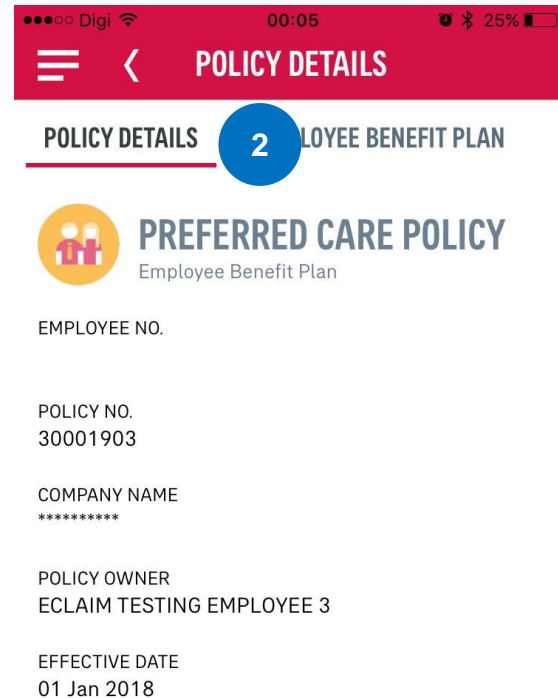 Digi 00:05 25%
POLICY DETAILS
POLICY DETAILS 2 LOYEE BENEFIT PLAN
PREFERRED CARE POLICY
Employee Benefit Plan
EMPLOYEE NO.
POLICY NO.
30001903
COMPANY NAME
**********
POLICY OWNER
ECLAIM TESTING EMPLOYEE 3
EFFECTIVE DATE
01 Jan 2018